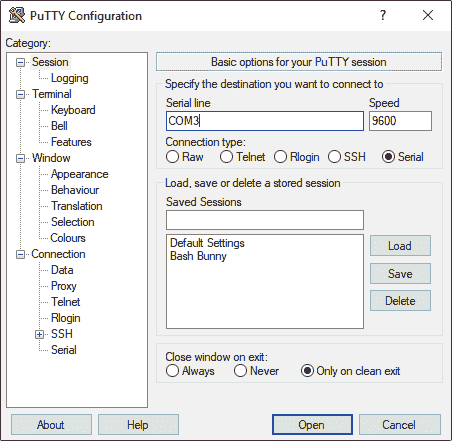 PuTTY Configuration
?
Category:
Session
Logging
Terminal
Keyboard
Bell
Features
Window
Appearance
Behaviour
Translation
Selection
Colours
Connection
Data
Proxy
Telnet
Rlogin
SSH
Serial
Basic options for your PuTTY session
Specify the destination you want to connect to
Serial line Speed
COM3 9600
Connection type:
Raw Telnet Rlogin SSH Serial
Load, save or delete a stored session
Saved Sessions
Default Settings
Bash Bunny
Load
Save
Delete
Close window on exit:
Always Never Only on clean exit
About Help Open Cancel